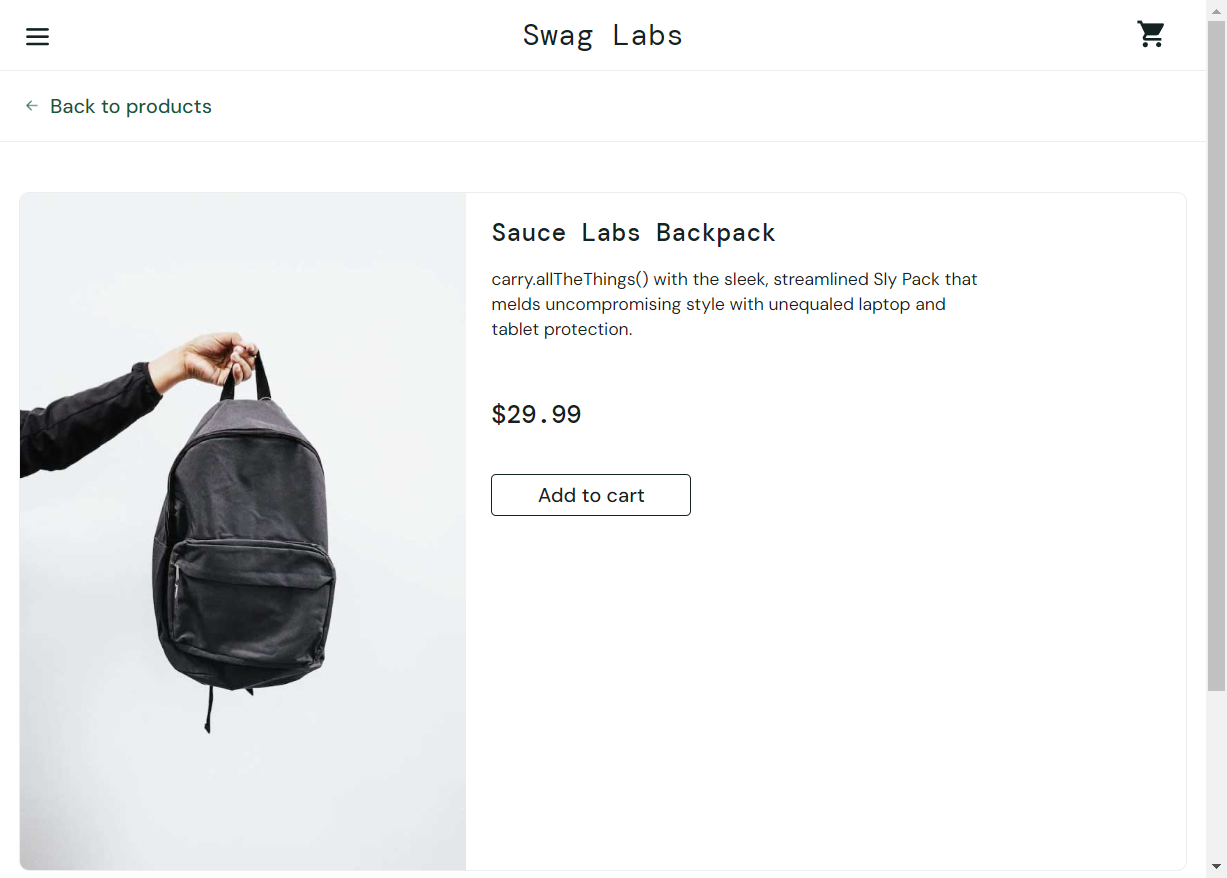 Swag Labs
Back to products
Sauce Labs Backpack
carry.allTheThings() with the sleek, streamlined Sly Pack that
melds uncompromising style with unequaled laptop and
tablet protection.
$29.99
Add to cart